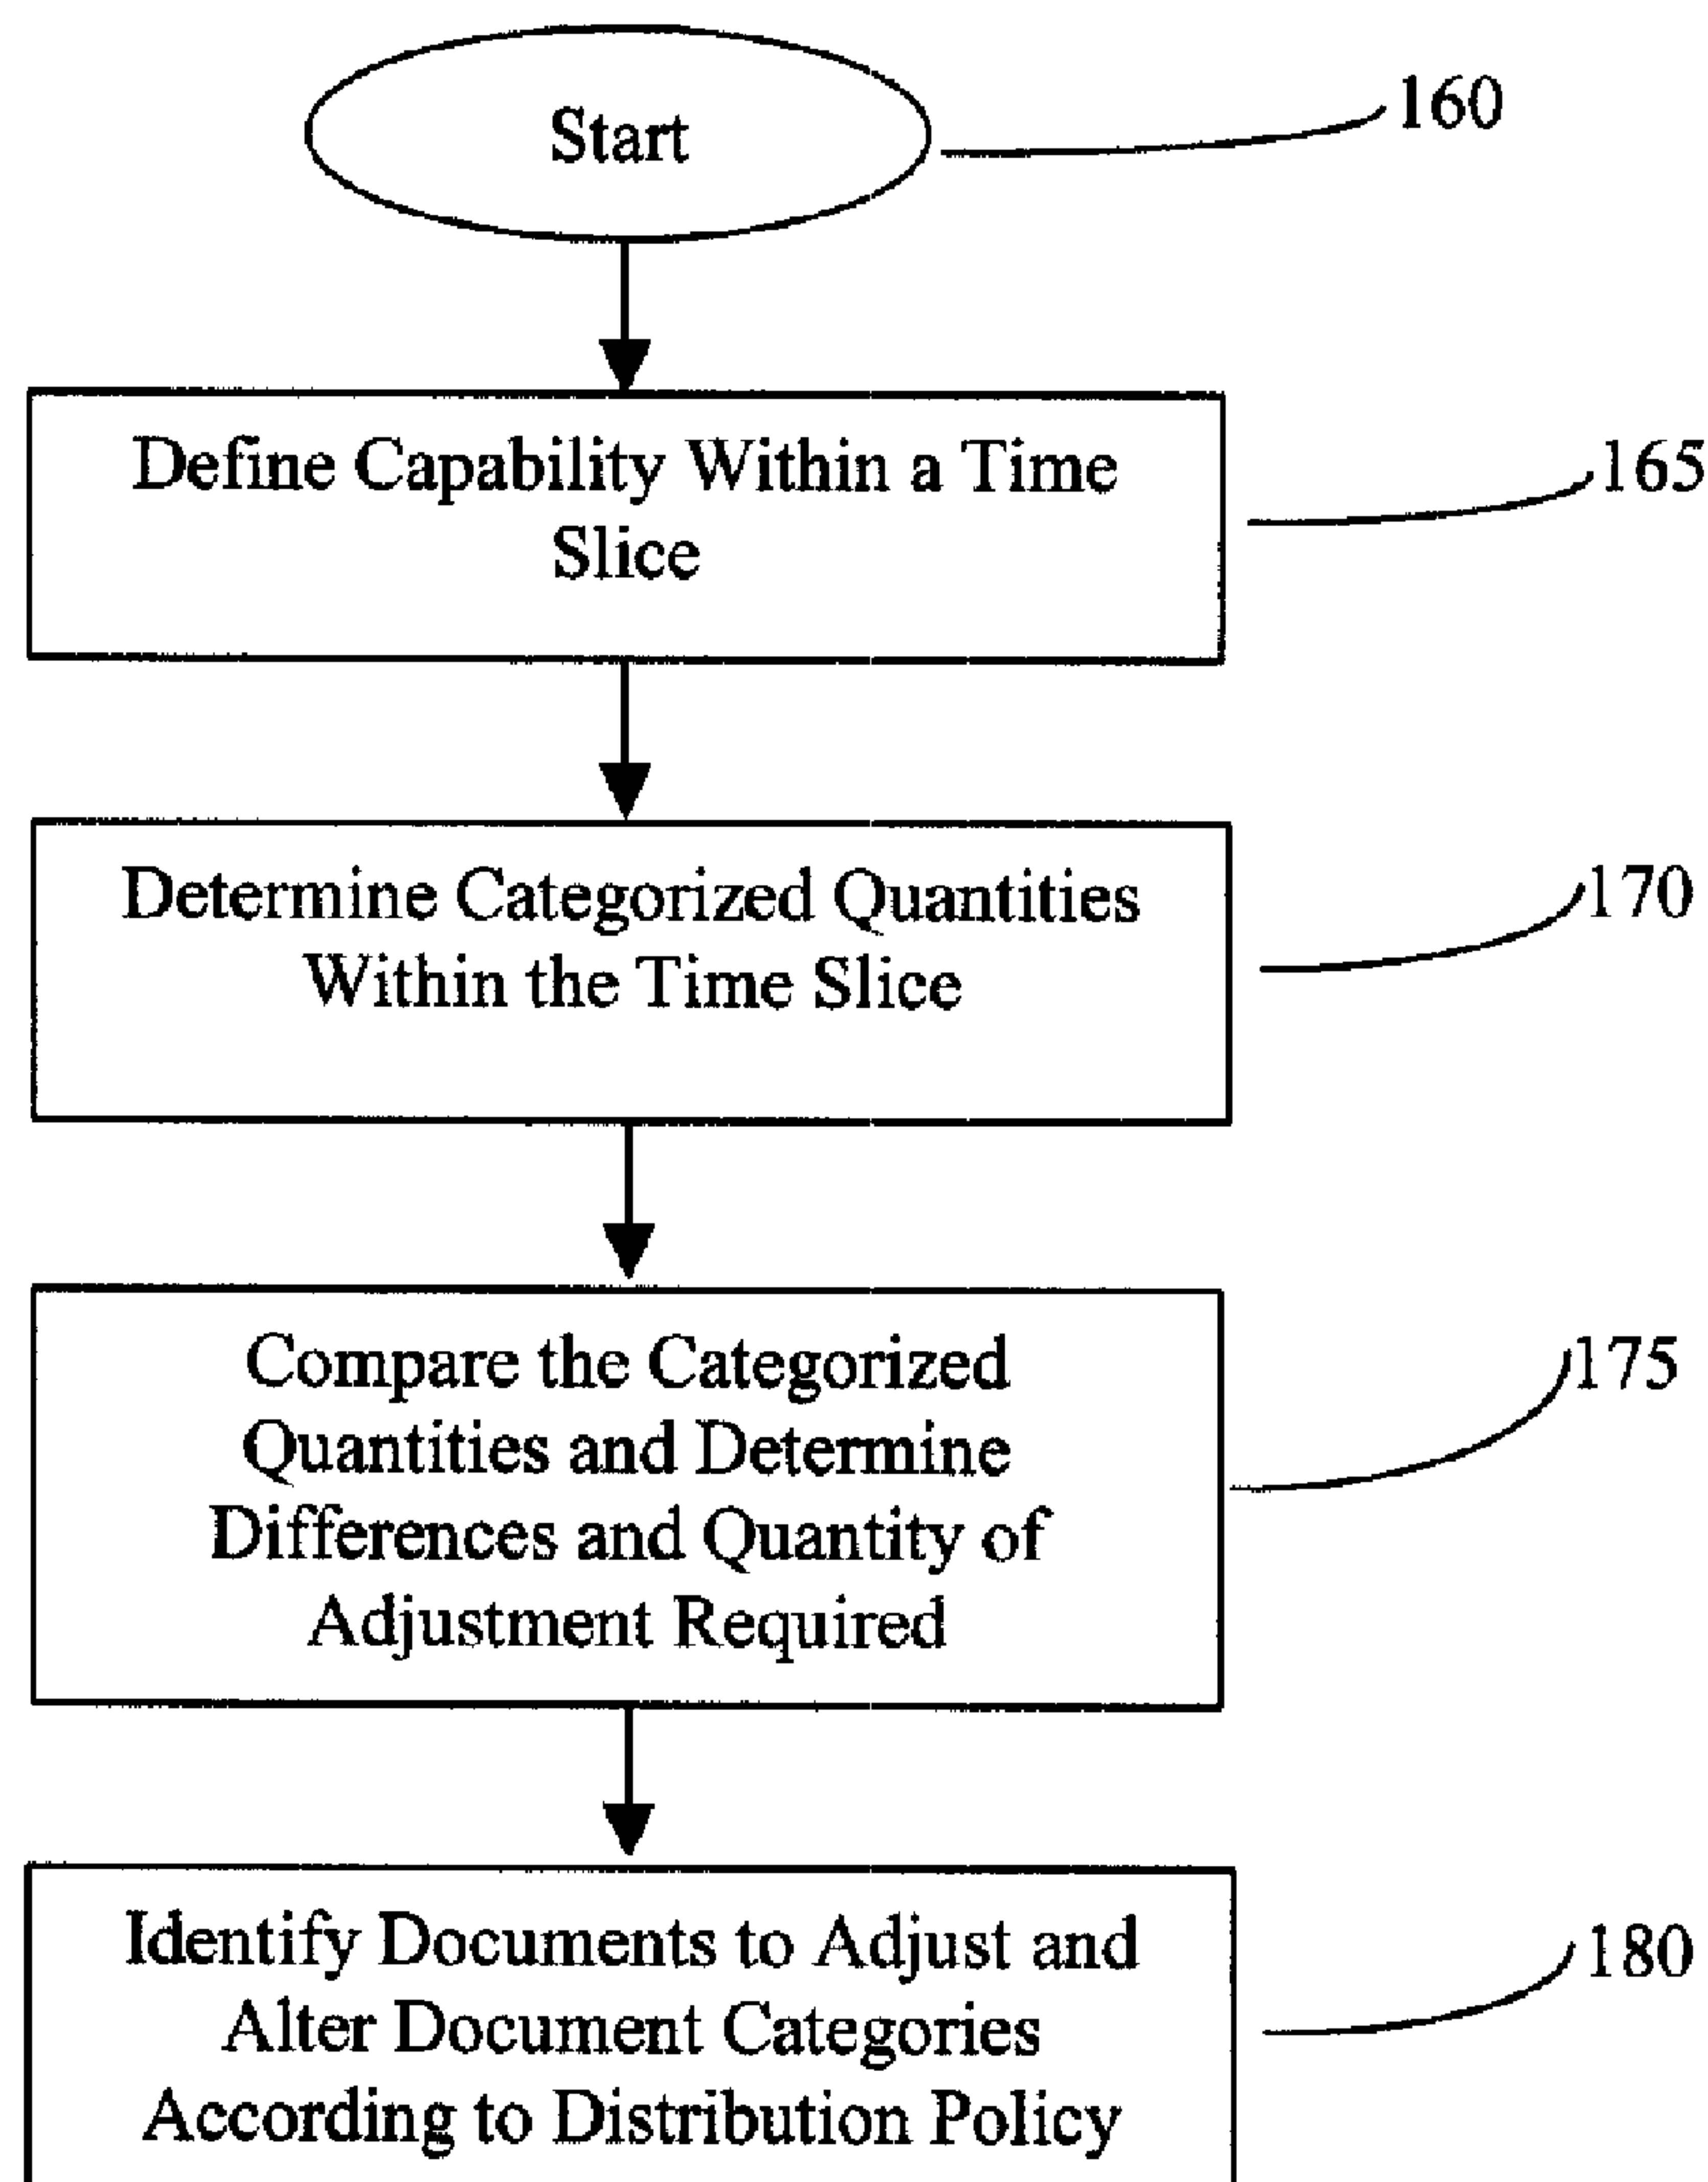 Start
160
Define Capability Within a Time
Slice
165
Determine Categorized Quantities
Within the Time Slice
170
Compare the Categorized
Quantities and Determine
Differences and Quantity of
Adjustment Required
175
Identify Documents to Adjust and
Alter Document Categories
According to Distribution Policy
180